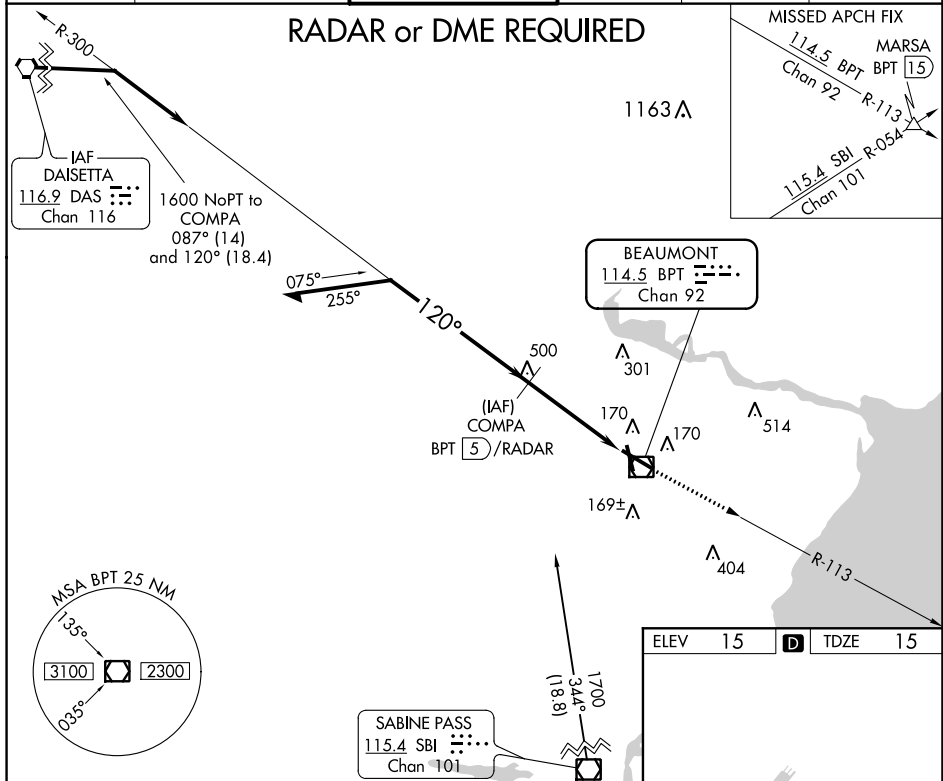 RADAR or DME REQUIRED
MISSED APCH FIX
114.5 BPT
Chan 92
R-113
MARSA
BPT 15
115.4 SBI
Chan 101
R-054
R-300
1163
IAF
DAISETTA
116.9 DAS
Chan 116
1600 NoPT to
COMPA
087° (14)
and 120° (18.4)
075°
255°
120°
BEAUMONT
114.5 BPT
Chan 92
500
301
(IAF)
COMPA
BPT 5 /RADAR
170
170
514
169±
404
R-113
MSA BPT 25 NM
135°
3100
2300
035°
1700
344°
(18.8)
SABINE PASS
115.4 SBI
Chan 101
ELEV 15 D TDZE 15